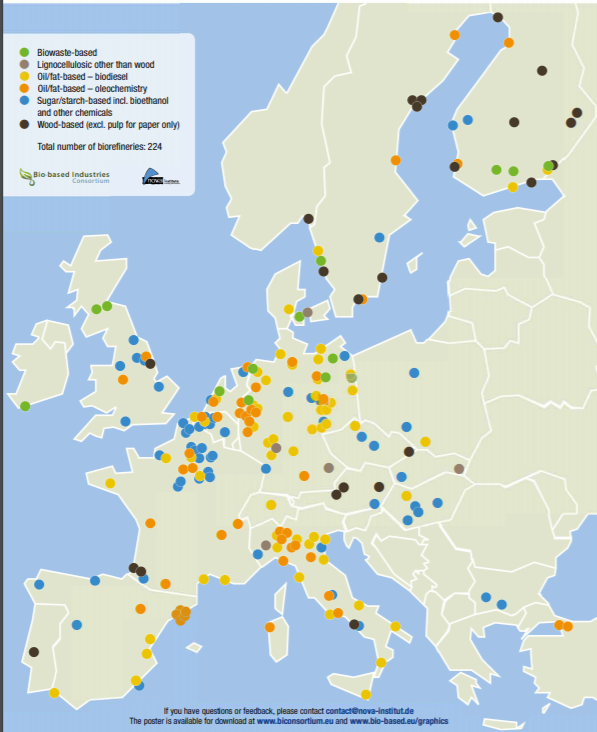 Biowaste-based
Lignocellulosic other than wood
Oil/fat-based – biodiesel
Oil/fat-based – oleochemistry
Sugar/starch-based incl. bioethanol
and other chemicals
Wood-based (excl. pulp for paper only)
Total number of biorefineries: 224
Bio-based Industries
Consortium
nova
Institute
If you have questions or feedback, please contact contact@nova-institut.de
The poster is available for download at www.biconsortium.eu and www.bio-based.eu/graphics